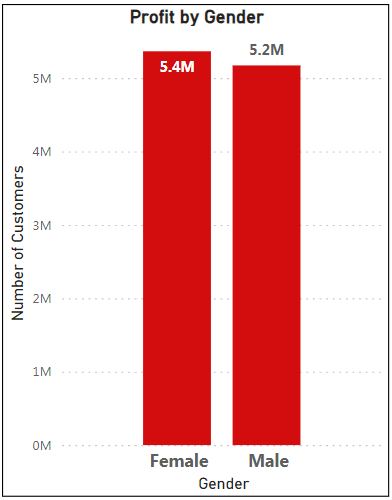 Profit by Gender
5.2M
5.4M
5M
4M
3M
2M
1M
0M
Number of Customers
Female
Male
Gender